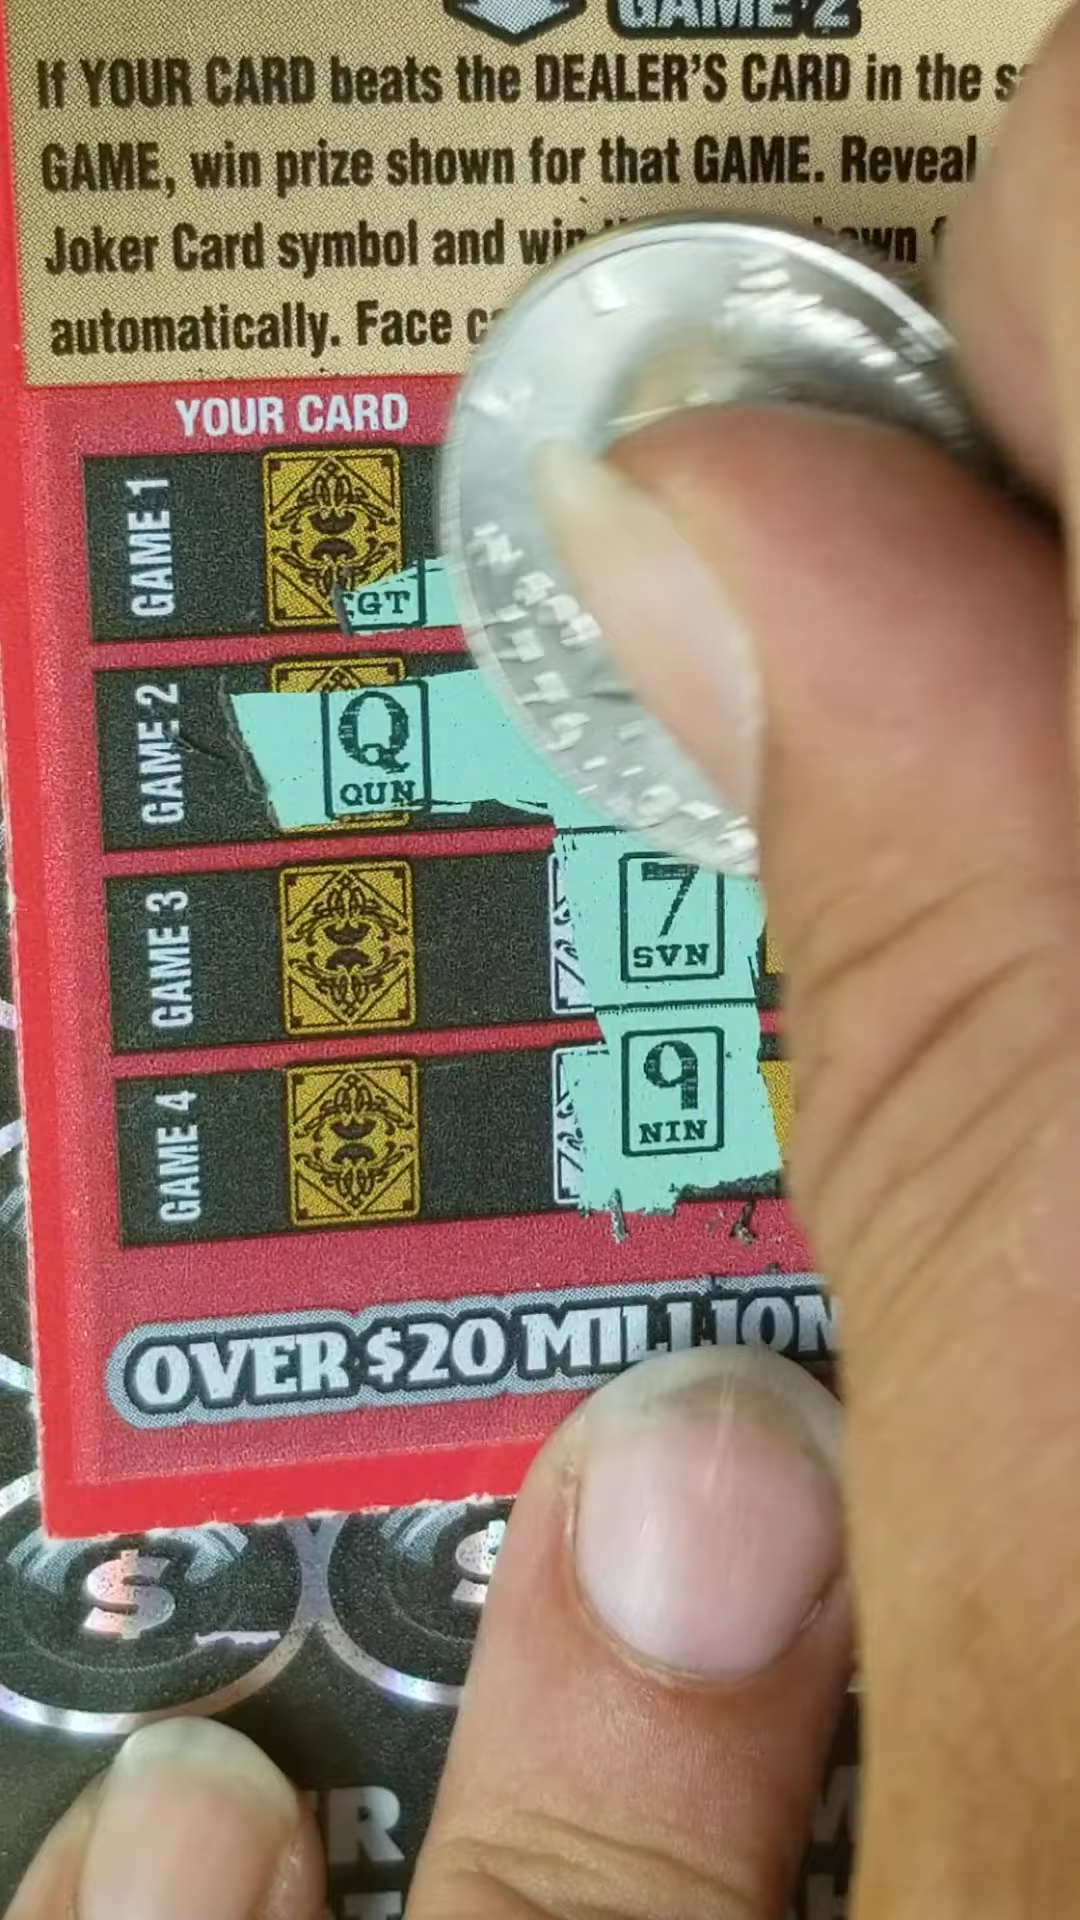 GAME 2
If YOUR CARD beats the DEALER'S CARD in the
GAME, win prize shown for that GAME. Reveal
Joker Card symbol and win
automatically. Face
YOUR CARD
GAME 1
GT
GAME 2
Q
QUN
GAME 3
7
SVN
GAME 4
9
NIN
OVER $20 MILLION
$
$